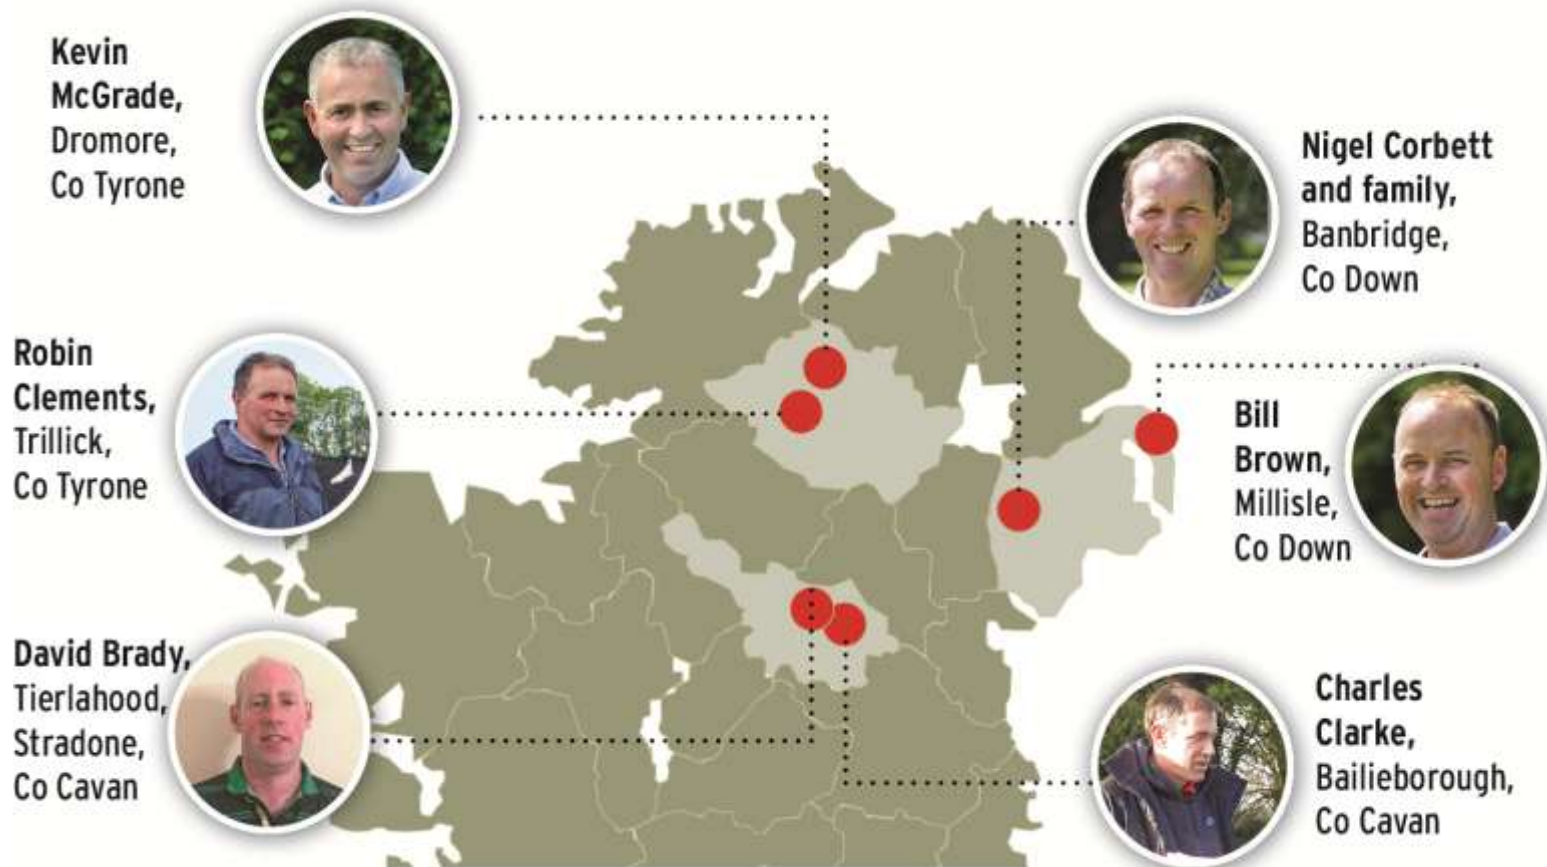 Kevin
McGrade,
Dromore,
Co Tyrone
Nigel Corbett
and family,
Banbridge,
Co Down
Robin
Clements,
Trillick,
Co Tyrone
Bill
Brown,
Millisle,
Co Down
David Brady,
Tierlahood,
Stradone,
Co Cavan
Charles
Clarke,
Bailieborough,
Co Cavan